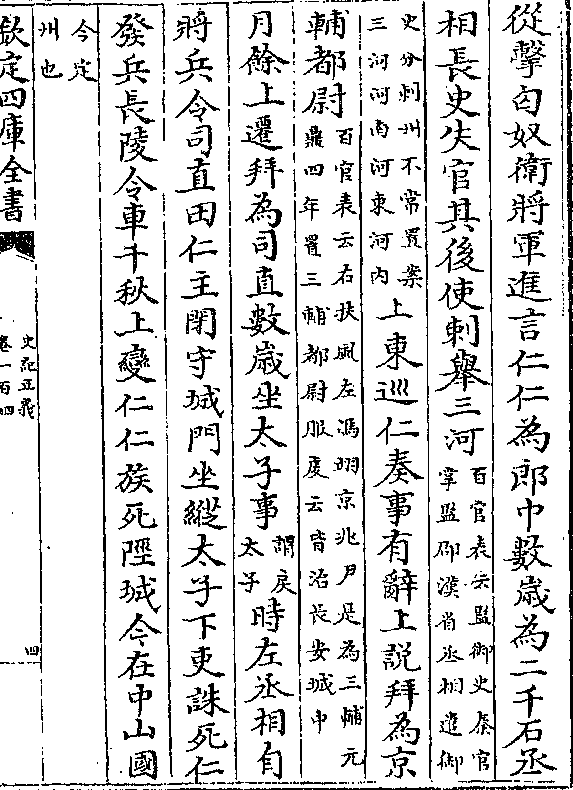 從擊匈奴衛將軍進言仁仁為郎中數歲為二千石丞
相長史失官其後使刺舉三河
百官表云監御史秦官
掌監郡漢省丞相遣御
史分刺州不常置案
三河河南河東河内
上東巡仁奏事有辭上説拜為京
輔都尉
百官表云右扶風左馮翊京兆尹是為三輔元
鼎四年置三輔都尉服虔云皆治長安城中
月餘上遷拜為司直數歲坐太子事
謂戾
太子
時左丞相自
將兵令司直田仁主閉守城門坐縱太子下吏誅死仁
發兵長陵令車千秋上變仁仁族死陘城今在中山國
今定
州也
欽定四庫全書
史記正義
卷一百四
四